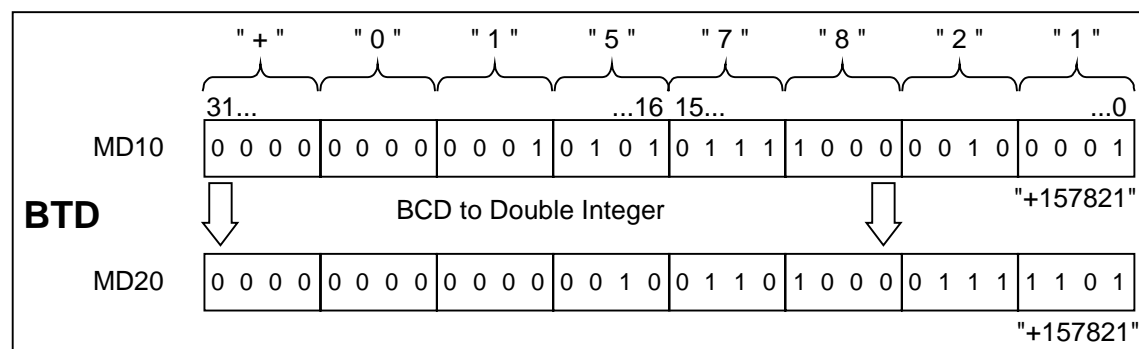 " + " " 0 " " 1 " " 5 " " 7 " " 8 " " 2 " " 1 "
31... ...16 15... ...0
MD10 0 0 0 0 0 0 0 0 0 0 0 1 0 1 0 1 0 1 1 1 1 0 0 0 0 0 1 0 0 0 0 1
"+157821"
BTD BCD to Double Integer
MD20 0 0 0 0 0 0 0 0 0 0 0 0 0 0 1 0 0 1 1 0 1 0 0 0 0 1 1 1 1 1 0 1
"+157821"